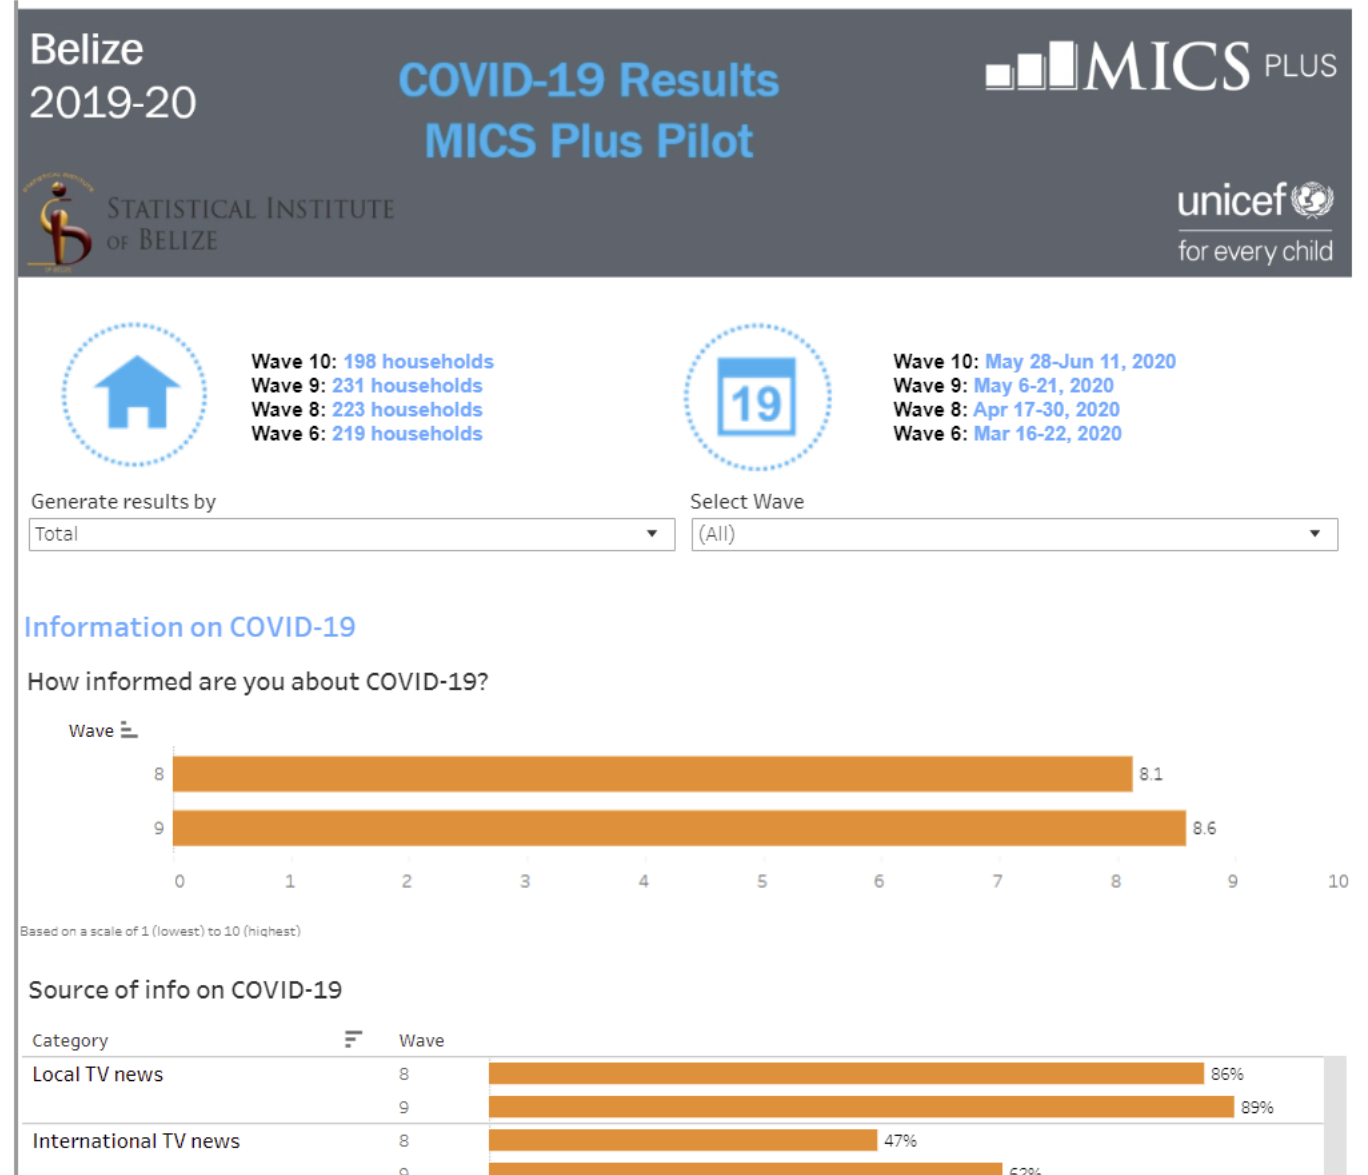 Belize
2019-20
COVID-19 Results
MICS Plus Pilot
MICS PLUS
STATISTICAL INSTITUTE
OF BELIZE
unicef
for every child
Wave 10: 198 households
Wave 9: 231 households
Wave 8: 223 households
Wave 6: 219 households
19
Wave 10: May 28-Jun 11, 2020
Wave 9: May 6-21, 2020
Wave 8: Apr 17-30, 2020
Wave 6: Mar 16-22, 2020
Generate results by
Total
Select Wave
(All)
Information on COVID-19
How informed are you about COVID-19?
Wave
8 8.1
9 8.6
0 1 2 3 4 5 6 7 8 9 10
Based on a scale of 1 (lowest) to 10 (highest)
Source of info on COVID-19
Category Wave
Local TV news 8 86%
9 89%
International TV news 8 47%
9 62%